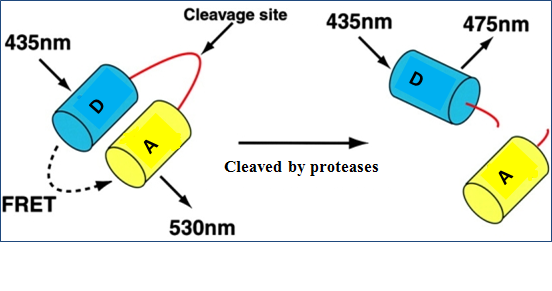 Cleavage site
435nm
D
A
FRET
530nm
Cleaved by proteases
435nm
475nm
D
A